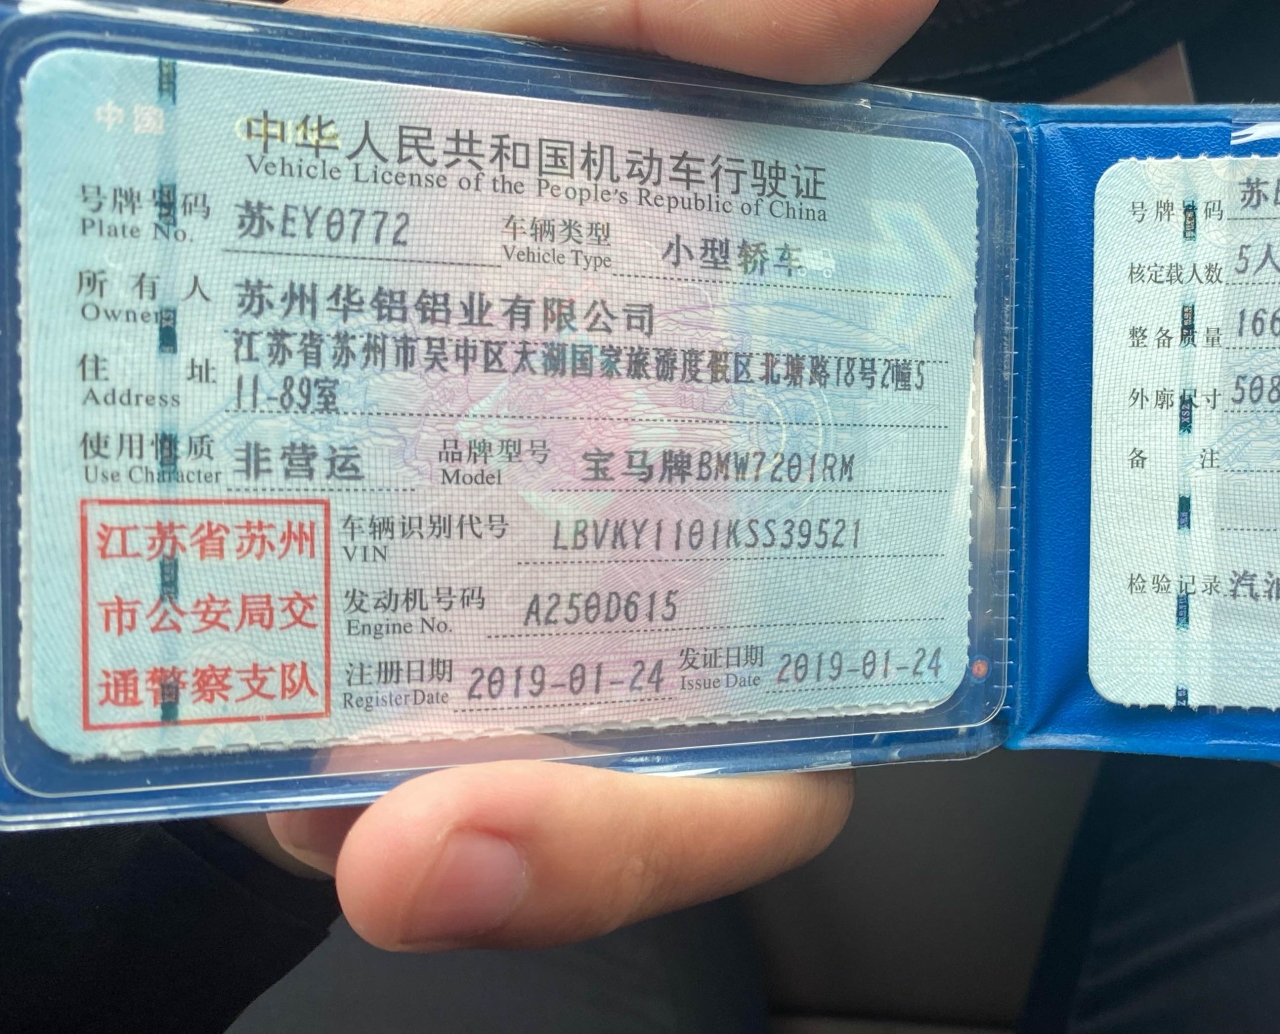 中国
中华人民共和国机动车行驶证
Vehicle License of the People's Republic of China
号牌号码 苏EY0772 车辆类型 小型轿车
Plate No. Vehicle Type
所有人 苏州华铝铝业有限公司
Owner
住址 江苏省苏州市吴中区太湖国家旅游度假区北塘路18号2幢5
Address 11-89室
使用性质 非营运 品牌型号 宝马牌BMW7201RM
Use Character Model
江苏省苏州
市公安局交
通警察支队
车辆识别代号 LBVKY1101KSS39521
VIN
发动机号码 A250D615
Engine No.
注册日期 2019-01-24 发证日期 2019-01-24
Register Date Issue Date
号牌号码 苏
核定载人数 5人
整备质量 166
外廓尺寸 508
备注
检验记录 汽油